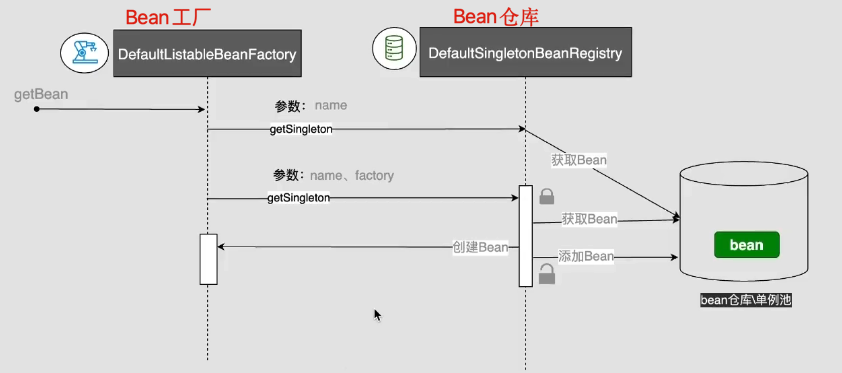 Bean工厂
Bean仓库
DefaultListableBeanFactory
DefaultSingletonBeanRegistry
getBean
参数： name
getSingleton
获取Bean
参数： name、factory
getSingleton
获取Bean
创建Bean
添加Bean
bean
bean仓库\单例池